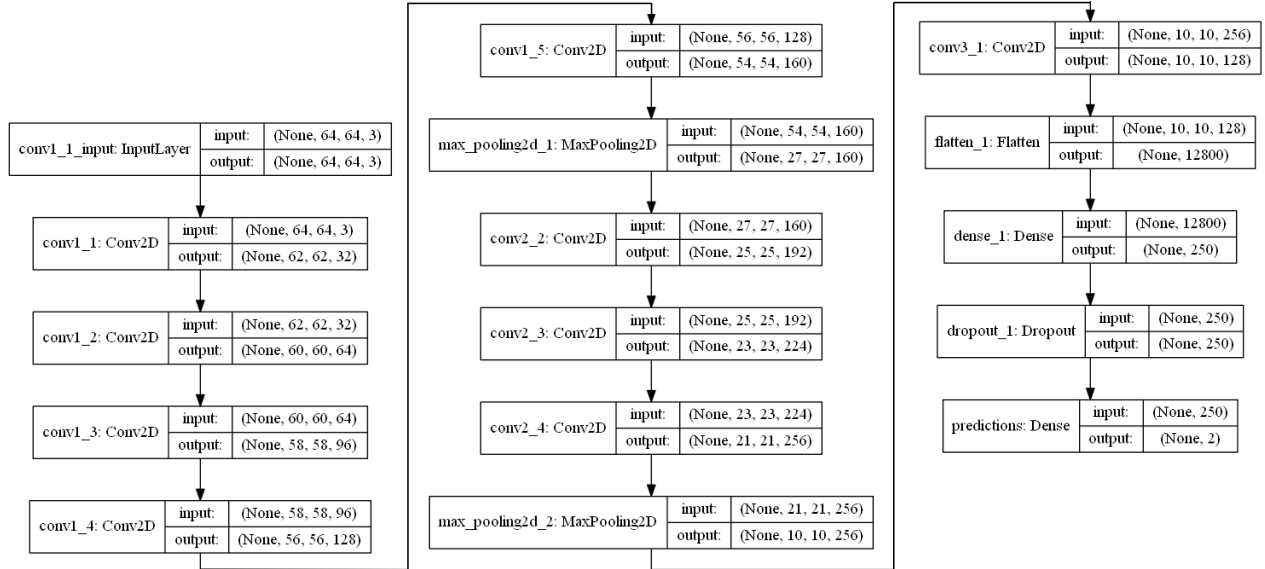 conv1_1_input: InputLayer
input: (None, 64, 64, 3)
output: (None, 64, 64, 3)
conv1_1: Conv2D
input: (None, 64, 64, 3)
output: (None, 62, 62, 32)
conv1_2: Conv2D
input: (None, 62, 62, 32)
output: (None, 60, 60, 64)
conv1_3: Conv2D
input: (None, 60, 60, 64)
output: (None, 58, 58, 96)
conv1_4: Conv2D
input: (None, 58, 58, 96)
output: (None, 56, 56, 128)
conv1_5: Conv2D
input: (None, 56, 56, 128)
output: (None, 54, 54, 160)
max_pooling2d_1: MaxPooling2D
input: (None, 54, 54, 160)
output: (None, 27, 27, 160)
conv2_2: Conv2D
input: (None, 27, 27, 160)
output: (None, 25, 25, 192)
conv2_3: Conv2D
input: (None, 25, 25, 192)
output: (None, 23, 23, 224)
conv2_4: Conv2D
input: (None, 23, 23, 224)
output: (None, 21, 21, 256)
max_pooling2d_2: MaxPooling2D
input: (None, 21, 21, 256)
output: (None, 10, 10, 256)
conv3_1: Conv2D
input: (None, 10, 10, 256)
output: (None, 10, 10, 128)
flatten_1: Flatten
input: (None, 10, 10, 128)
output: (None, 12800)
dense_1: Dense
input: (None, 12800)
output: (None, 250)
dropout_1: Dropout
input: (None, 250)
output: (None, 250)
predictions: Dense
input: (None, 250)
output: (None, 2)